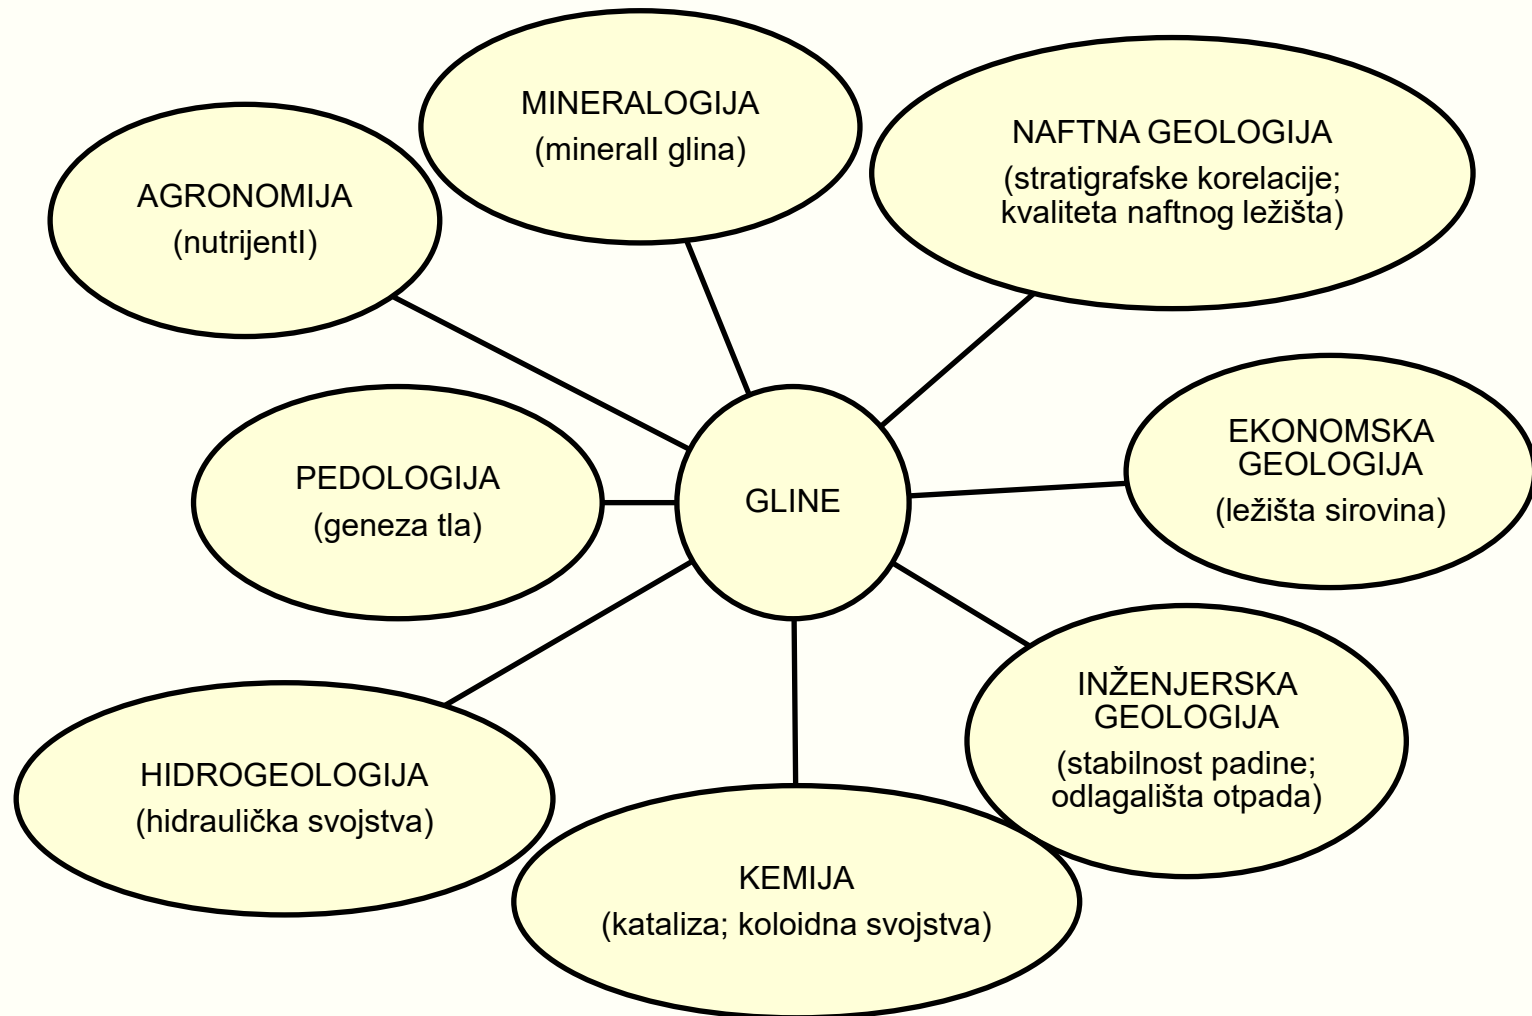 MINERALOGIJA
(mineralI glina)
NAFTNA GEOLOGIJA
(stratigrafske korelacije;
kvaliteta naftnog ležišta)
AGRONOMIJA
(nutrijentI)
EKONOMSKA
GEOLOGIJA
(ležišta sirovina)
PEDOLOGIJA
(geneza tla)
GLINE
INŽENJERSKA
GEOLOGIJA
(stabilnost padine;
odlagališta otpada)
HIDROGEOLOGIJA
(hidraulička svojstva)
KEMIJA
(kataliza; koloidna svojstva)